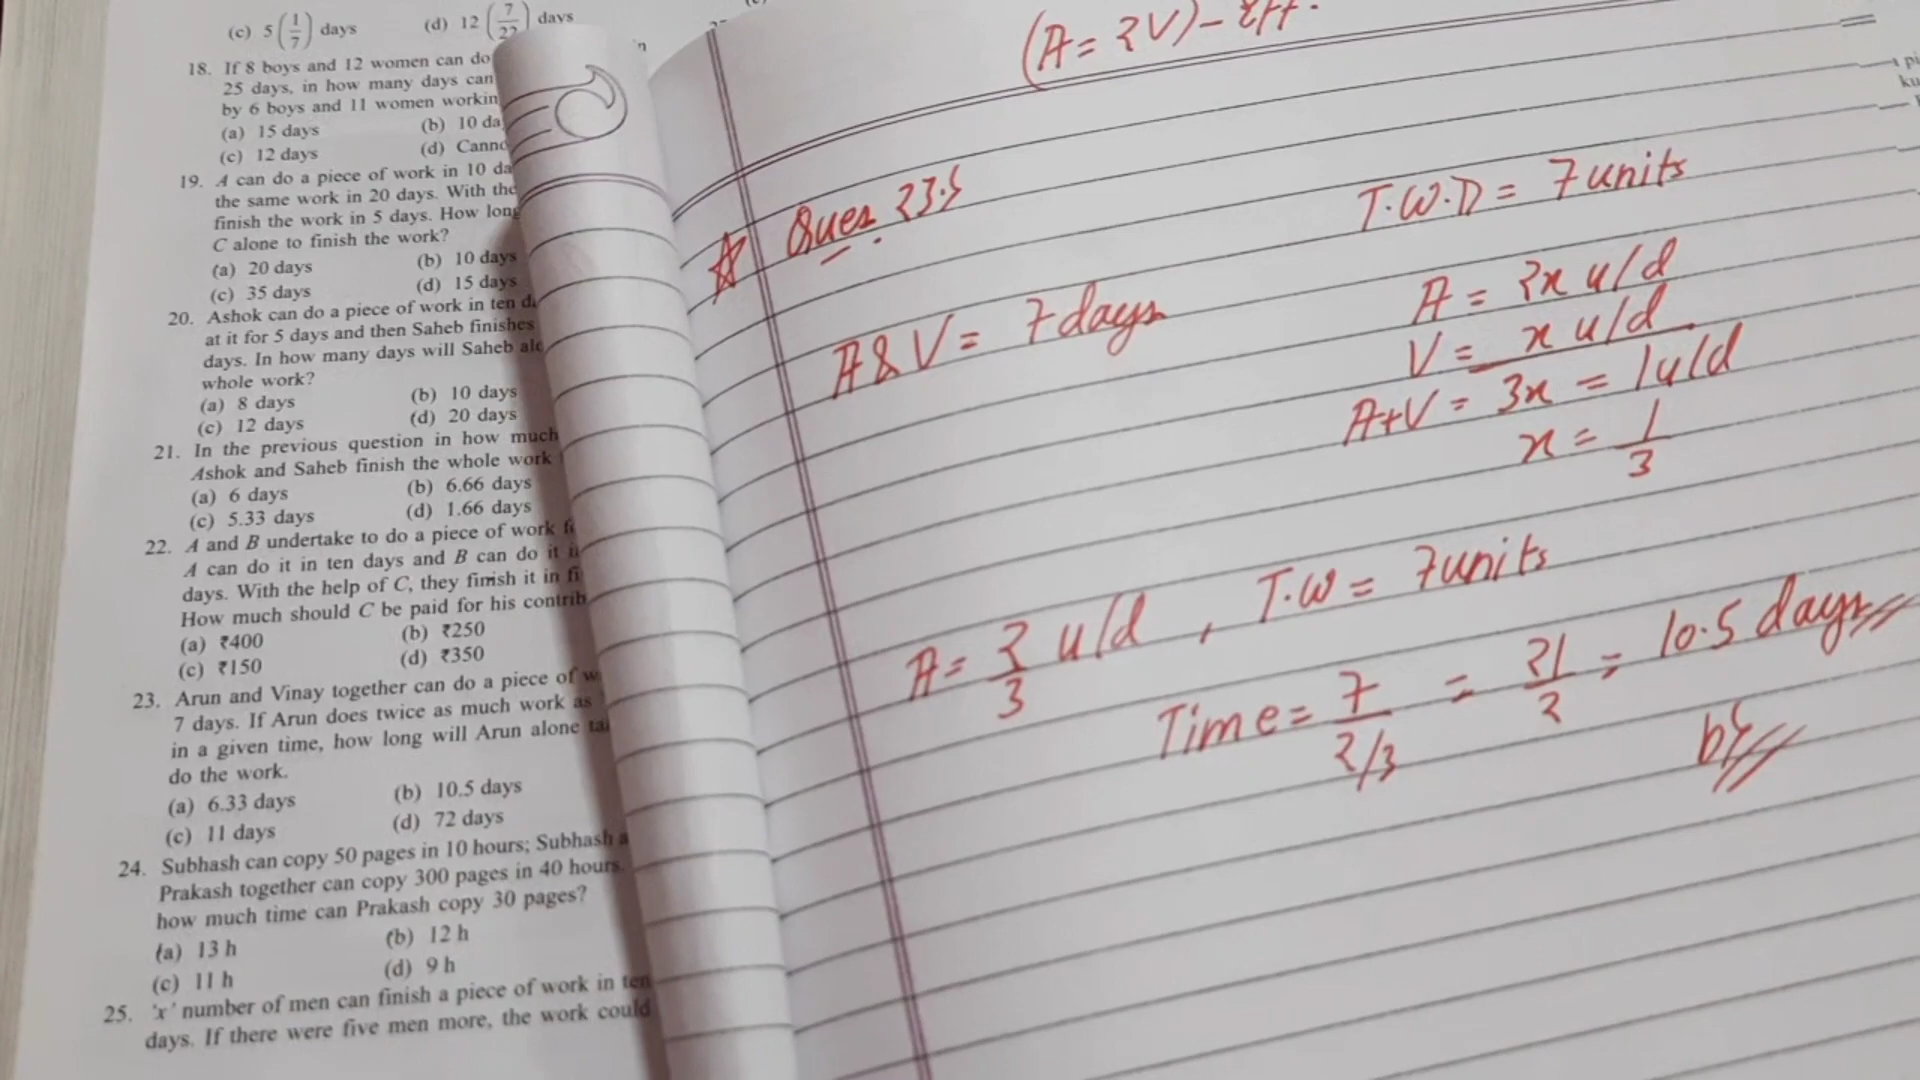 (c) 5(1/7) days (d) 12(7/22) days
18. If 8 boys and 12 women can do
25 days, in how many days can
by 6 boys and 11 women workin
(a) 15 days (b) 10 da
(c) 12 days (d) Canno
19. A can do a piece of work in 10 da
the same work in 20 days. With the
finish the work in 5 days. How long
C alone to finish the work?
(a) 20 days (b) 10 days
(c) 35 days (d) 15 days
20. Ashok can do a piece of work in ten da
at it for 5 days and then Saheb finishes
days. In how many days will Saheb alo
whole work?
(a) 8 days (b) 10 days
(c) 12 days (d) 20 days
21. In the previous question in how much
Ashok and Saheb finish the whole work
(a) 6 days (b) 6.66 days
(c) 5.33 days (d) 1.66 days
22. A and B undertake to do a piece of work f
A can do it in ten days and B can do it i
days. With the help of C, they finish it in fi
How much should C be paid for his contrib
(a) ₹400 (b) ₹250
(c) ₹150 (d) ₹350
23. Arun and Vinay together can do a piece of w
7 days. If Arun does twice as much work as
in a given time, how long will Arun alone ta
do the work.
(a) 6.33 days (b) 10.5 days
(c) 11 days (d) 72 days
24. Subhash can copy 50 pages in 10 hours; Subhash a
Prakash together can copy 300 pages in 40 hours.
how much time can Prakash copy 30 pages?
(a) 13 h (b) 12 h
(c) 11 h (d) 9 h
25. 'x' number of men can finish a piece of work in ten
days. If there were five men more, the work could
(A = 2V) - eff.
Ques. 23.
A & V = 7 days
T.W.D = 7 units
A = 2x u/d
V = x u/d
A+V = 3x = 1u/d
x = 1/3
A = 2/3 u/d, T.W = 7 units
Time = 7/(2/3) = 21/2 = 10.5 days